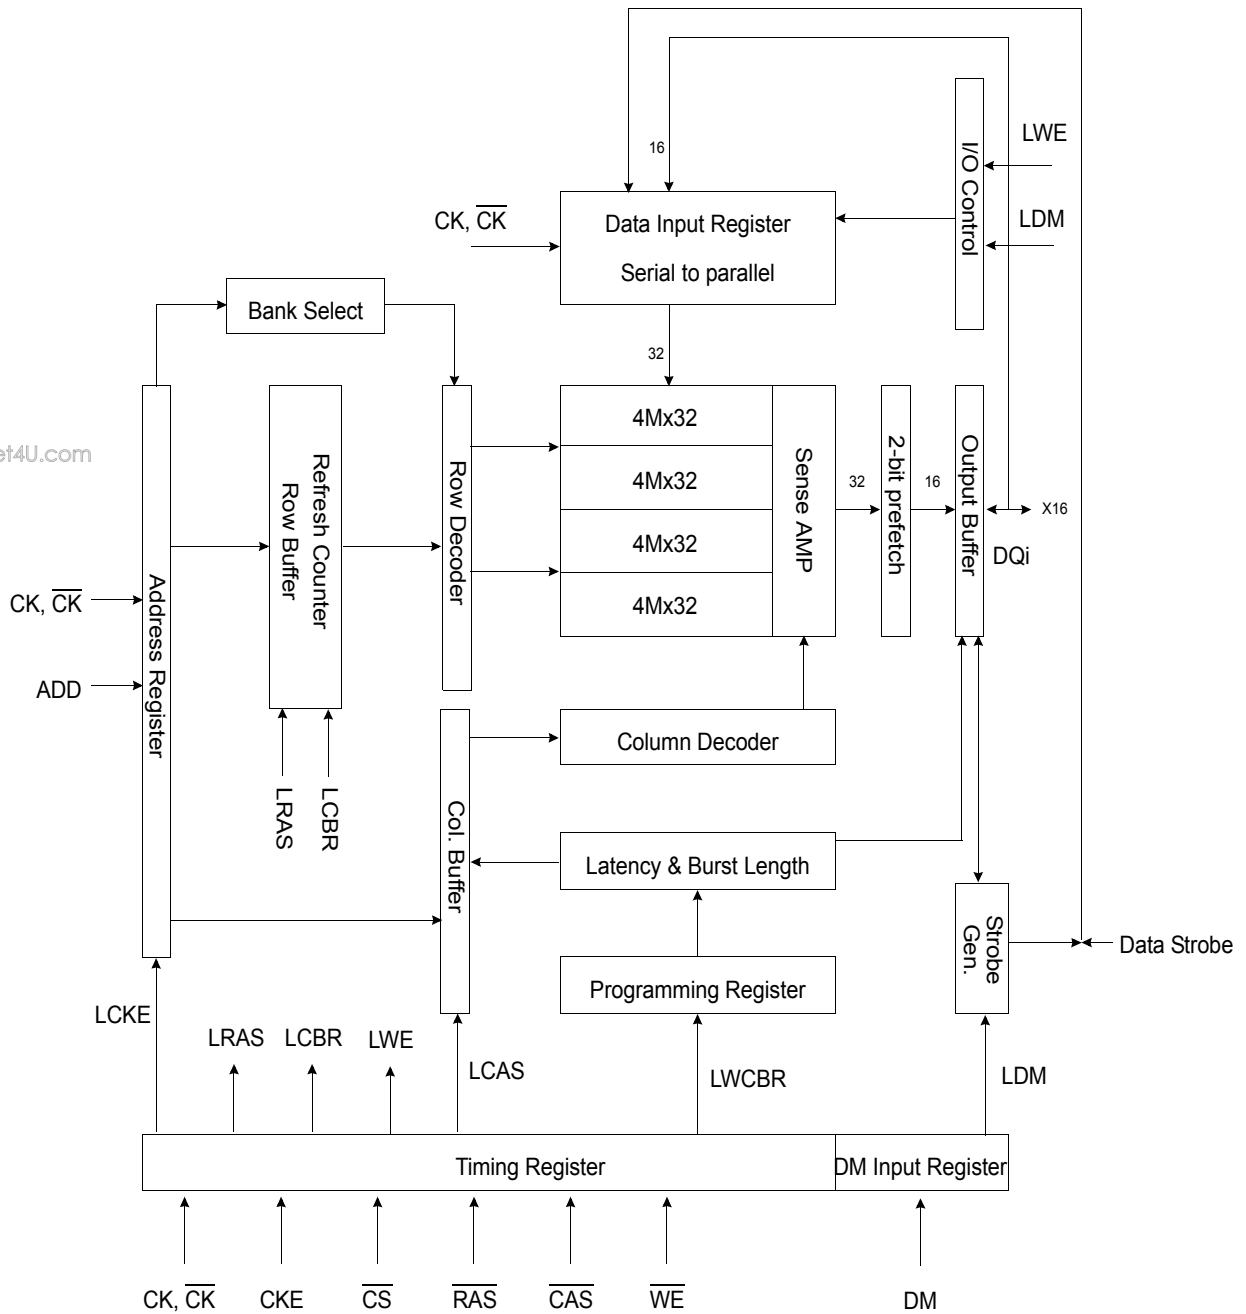 16
LWE
I/O Control
CK, CK
Data Input Register
Serial to parallel
LDM
Bank Select
32
et4U.com
Address Register
Refresh Counter
Row Buffer
Row Decoder
4Mx32
4Mx32
4Mx32
4Mx32
Sense AMP
32
2-bit prefetch
16
Output Buffer
X16
DQi
CK, CK
ADD
LRAS
LCBR
Col. Buffer
Column Decoder
Latency & Burst Length
Programming Register
Strobe
Gen.
Data Strobe
LCKE
LRAS
LCBR
LWE
LCAS
LWCBR
LDM
Timing Register
DM Input Register
CK, CK
CKE
CS
RAS
CAS
WE
DM